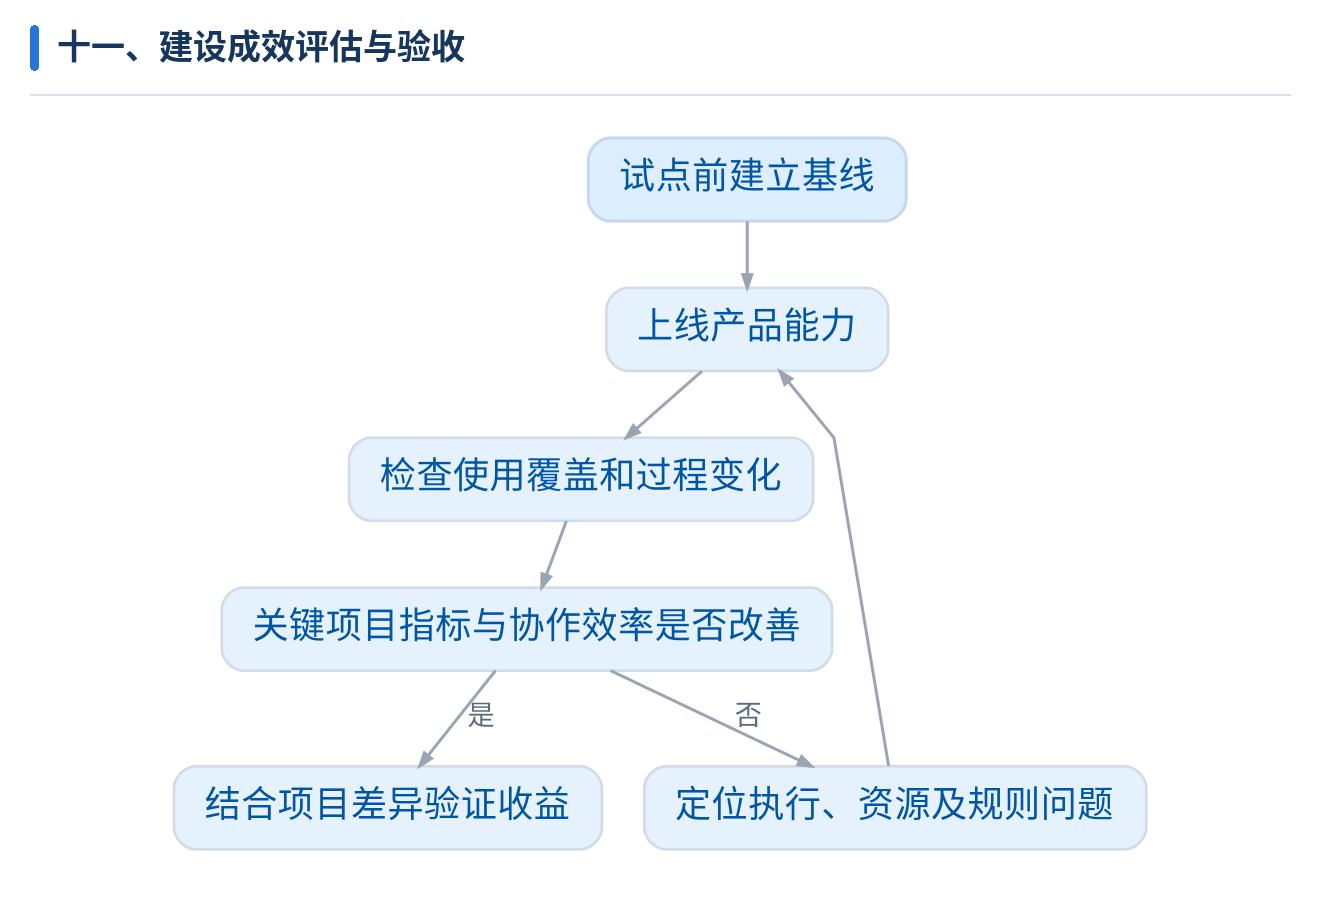 十一、建设成效评估与验收
试点前建立基线
上线产品能力
检查使用覆盖和过程变化
关键项目指标与协作效率是否改善
是
否
结合项目差异验证收益
定位执行、资源及规则问题